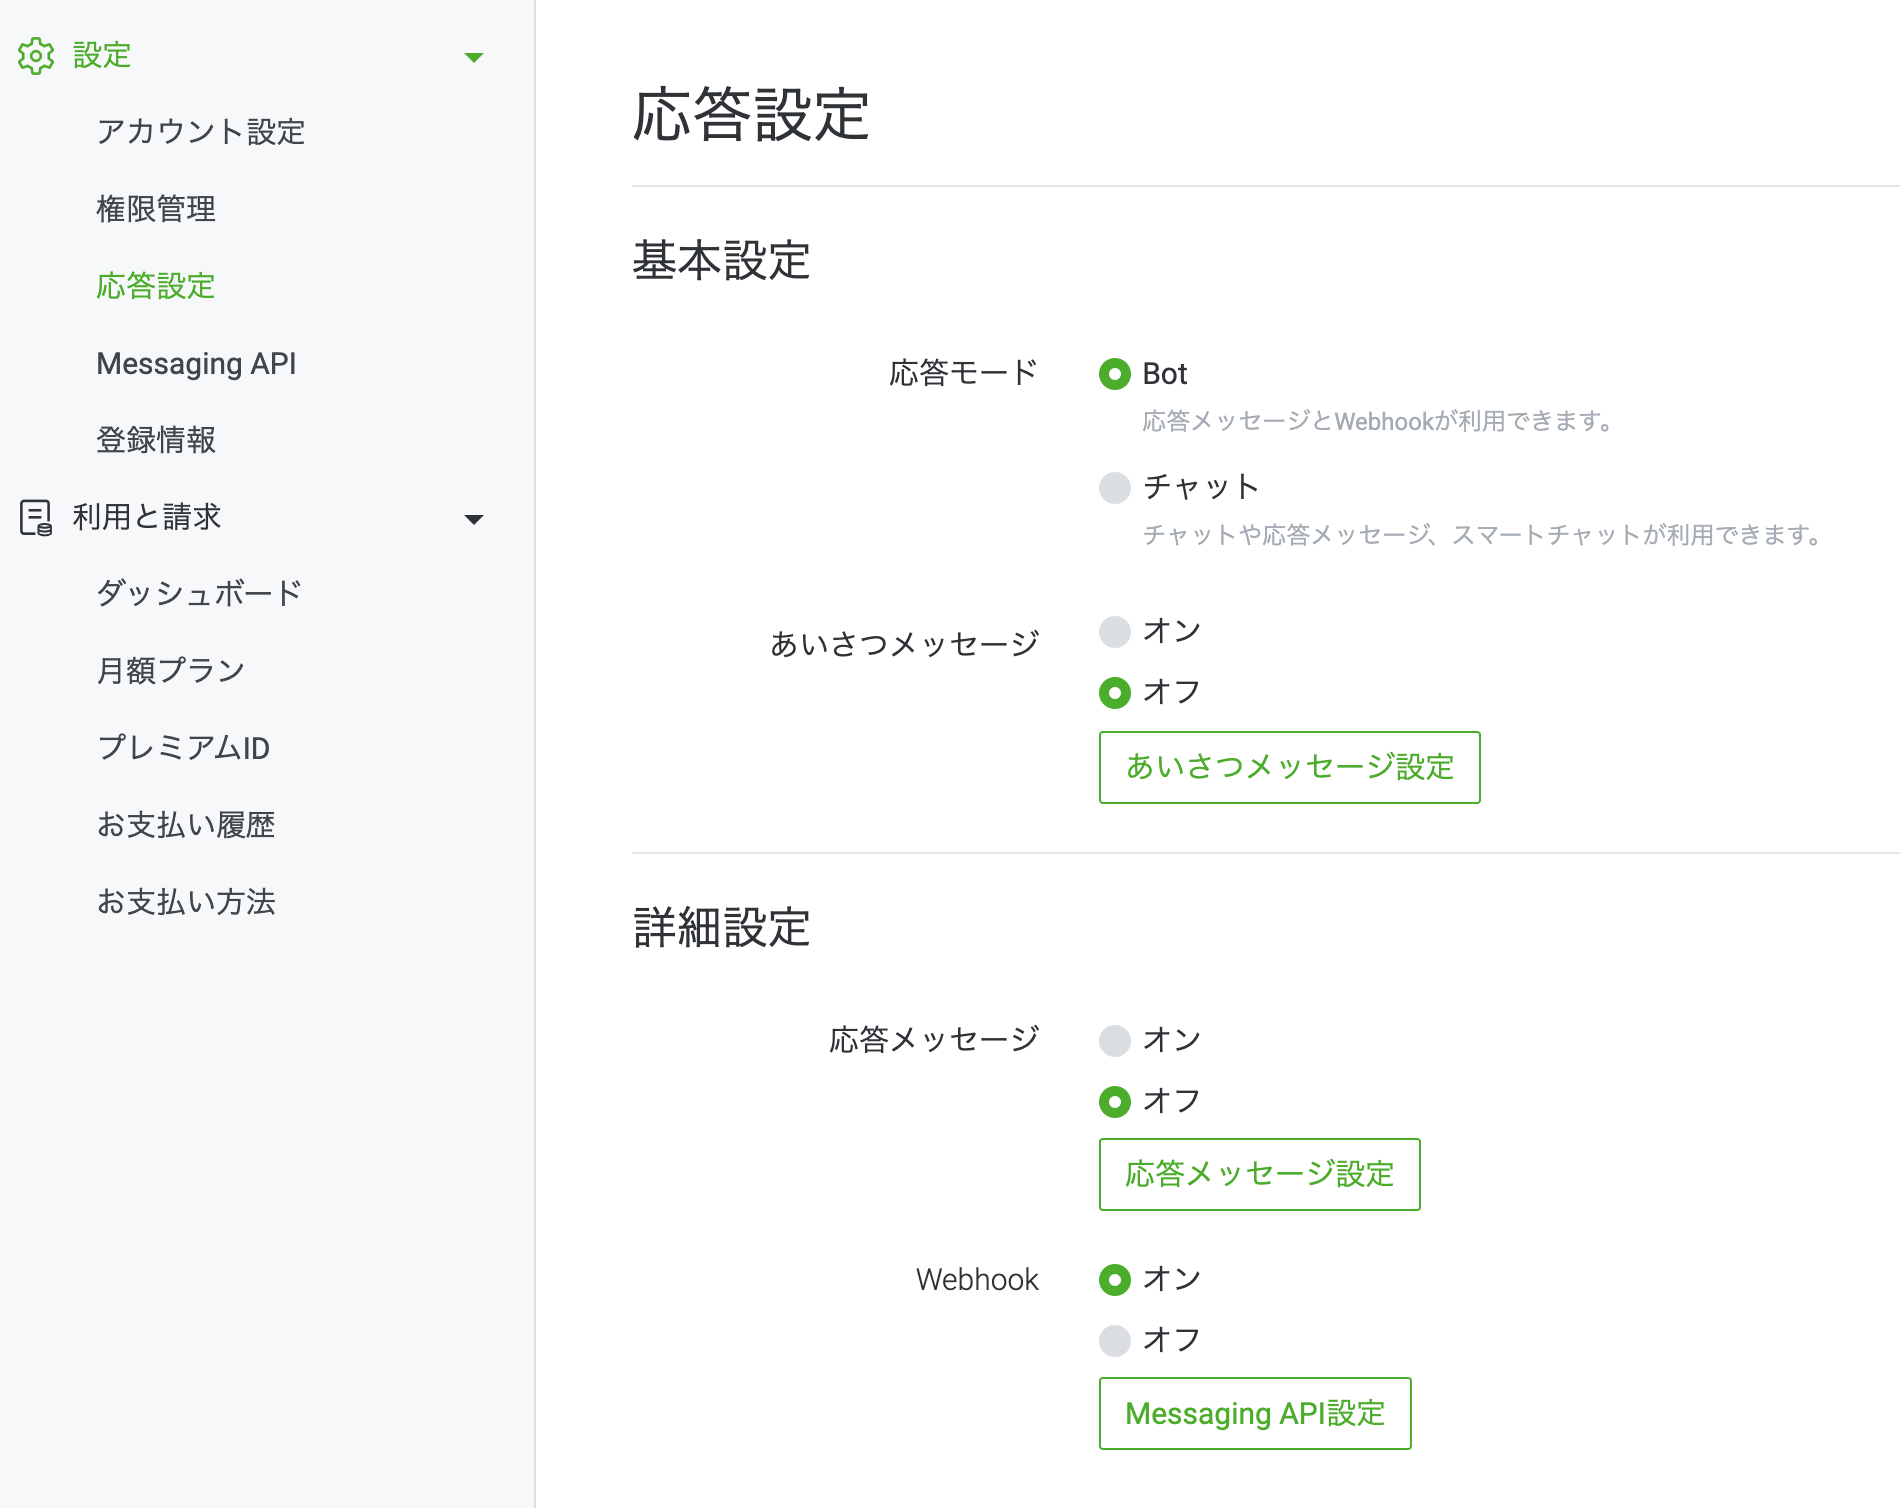 設定
アカウント設定
権限管理
応答設定
Messaging API
登録情報
利用と請求
ダッシュボード
月額プラン
プレミアムID
お支払い履歴
お支払い方法
応答設定
基本設定
応答モード
Bot
応答メッセージとWebhookが利用できます。
チャット
チャットや応答メッセージ、スマートチャットが利用できます。
あいさつメッセージ
オン
オフ
あいさつメッセージ設定
詳細設定
応答メッセージ
オン
オフ
応答メッセージ設定
Webhook
オン
オフ
Messaging API設定